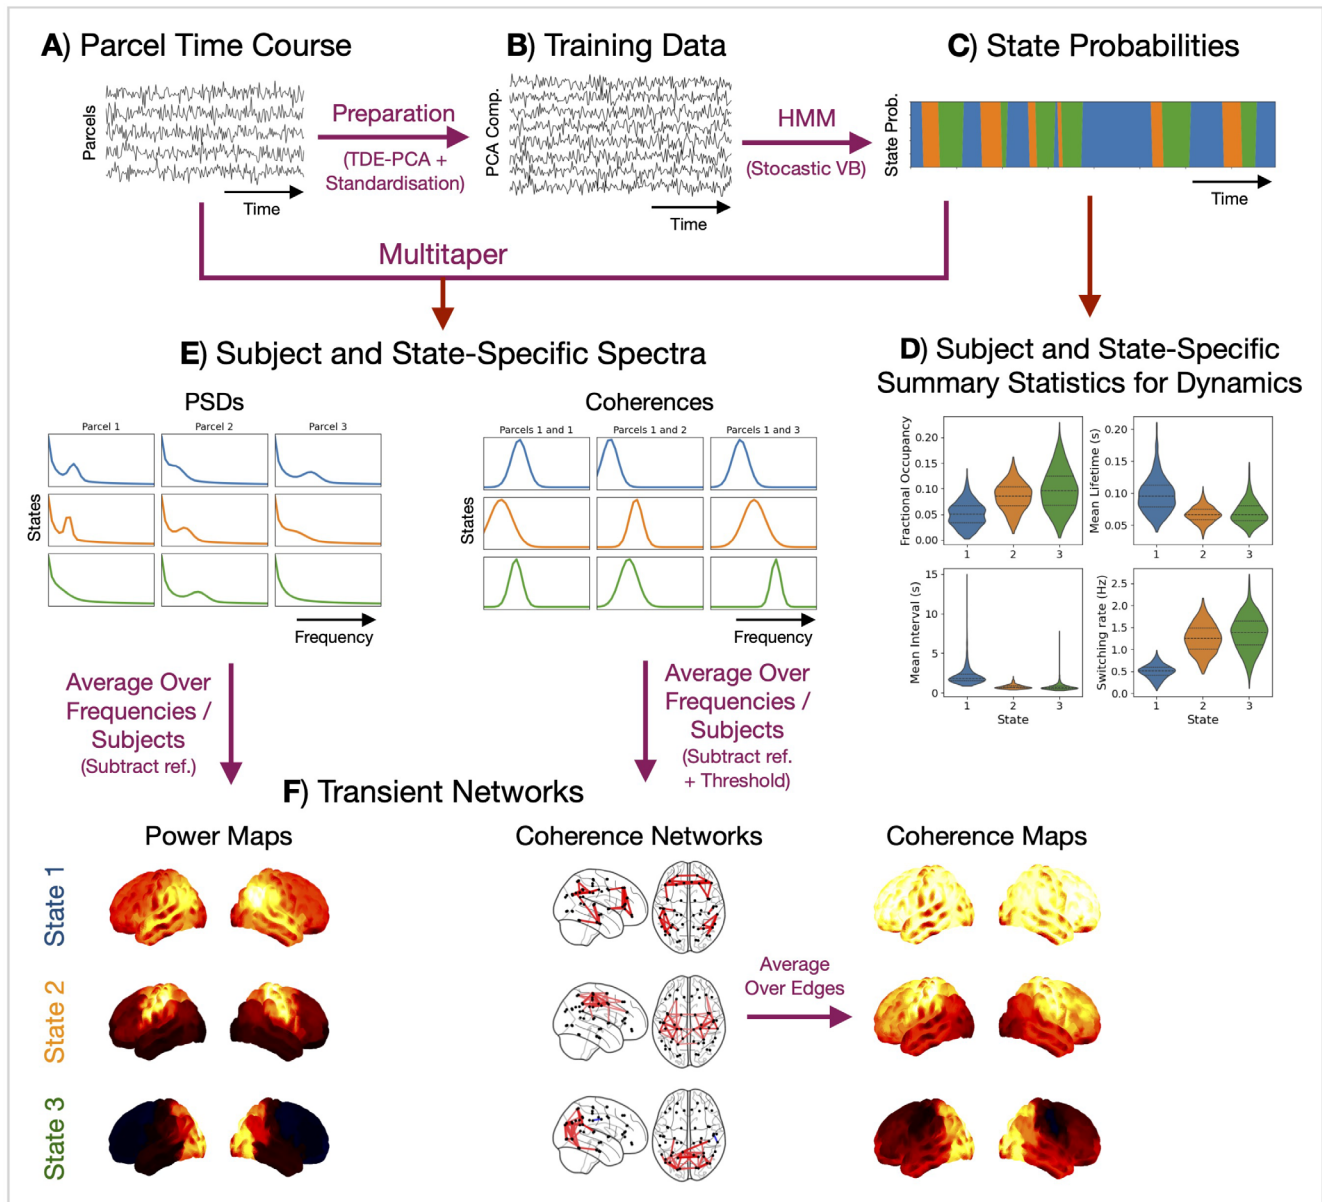 A) Parcel Time Course
B) Training Data
C) State Probabilities
Parcels
Time
Preparation
(TDE-PCA +
Standardisation)
PCA Comp.
Time
HMM
(Stocastic VB)
State Prob.
Time
Multitaper
E) Subject and State-Specific Spectra
PSDs
Parcel 1
Parcel 2
Parcel 3
States
Frequency
Coherences
Parcels 1 and 1
Parcels 1 and 2
Parcels 1 and 3
States
Frequency
D) Subject and State-Specific
Summary Statistics for Dynamics
Fractional Occupancy
0.20
0.15
0.10
0.05
0.00
1 2 3
Mean Lifetime (s)
0.20
0.15
0.10
0.05
1 2 3
Mean Interval (s)
15
10
5
0
1 2 3
State
Switching rate (Hz)
2.5
2.0
1.5
1.0
0.5
0.0
1 2 3
State
Average Over
Frequencies /
Subjects
(Subtract ref.)
Average Over
Frequencies /
Subjects
(Subtract ref.
+ Threshold)
F) Transient Networks
Power Maps
Coherence Networks
Coherence Maps
State 1
State 2
State 3
Average
Over Edges